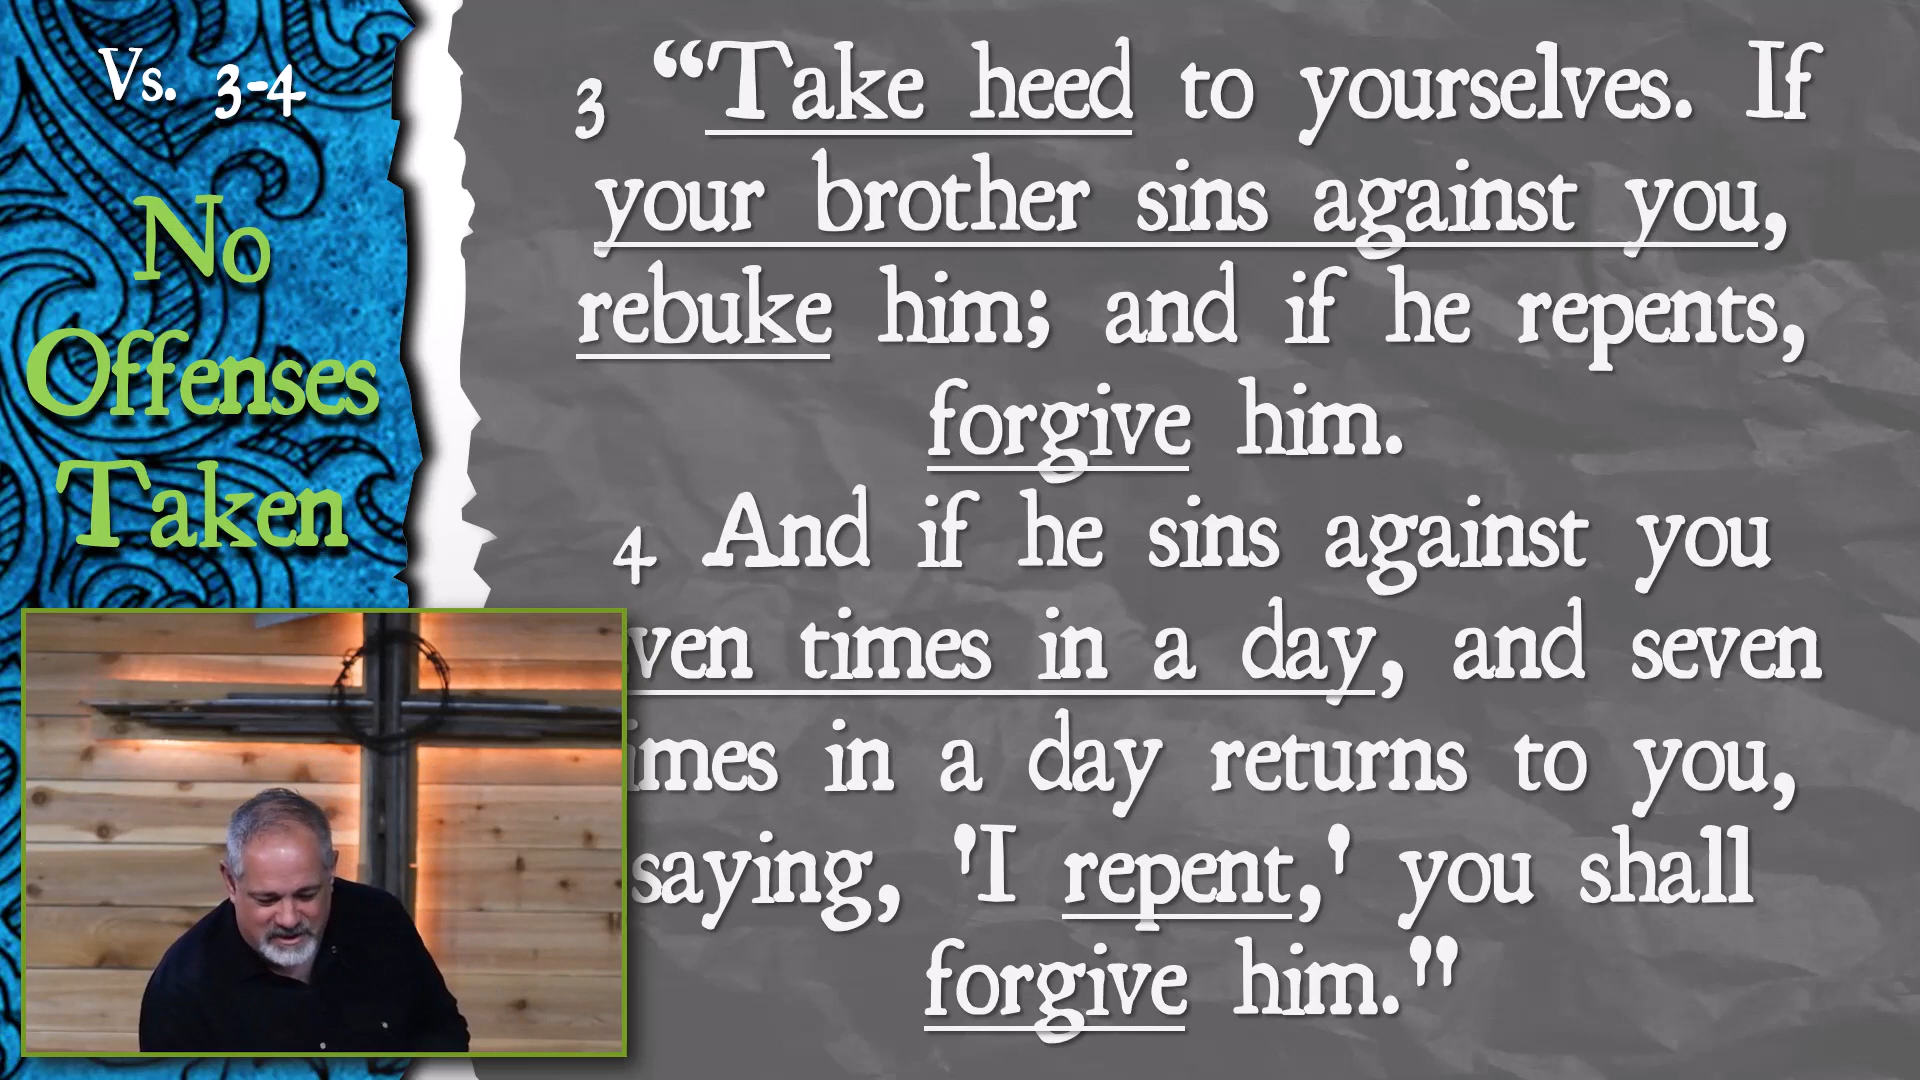 Vs. 3-4
No
Offenses
Taken
3 “Take heed to yourselves. If
your brother sins against you,
rebuke him; and if he repents,
forgive him.
4 And if he sins against you
times in a day, and seven
in a day returns to you,
saying, 'I repent,' you shall
forgive him."